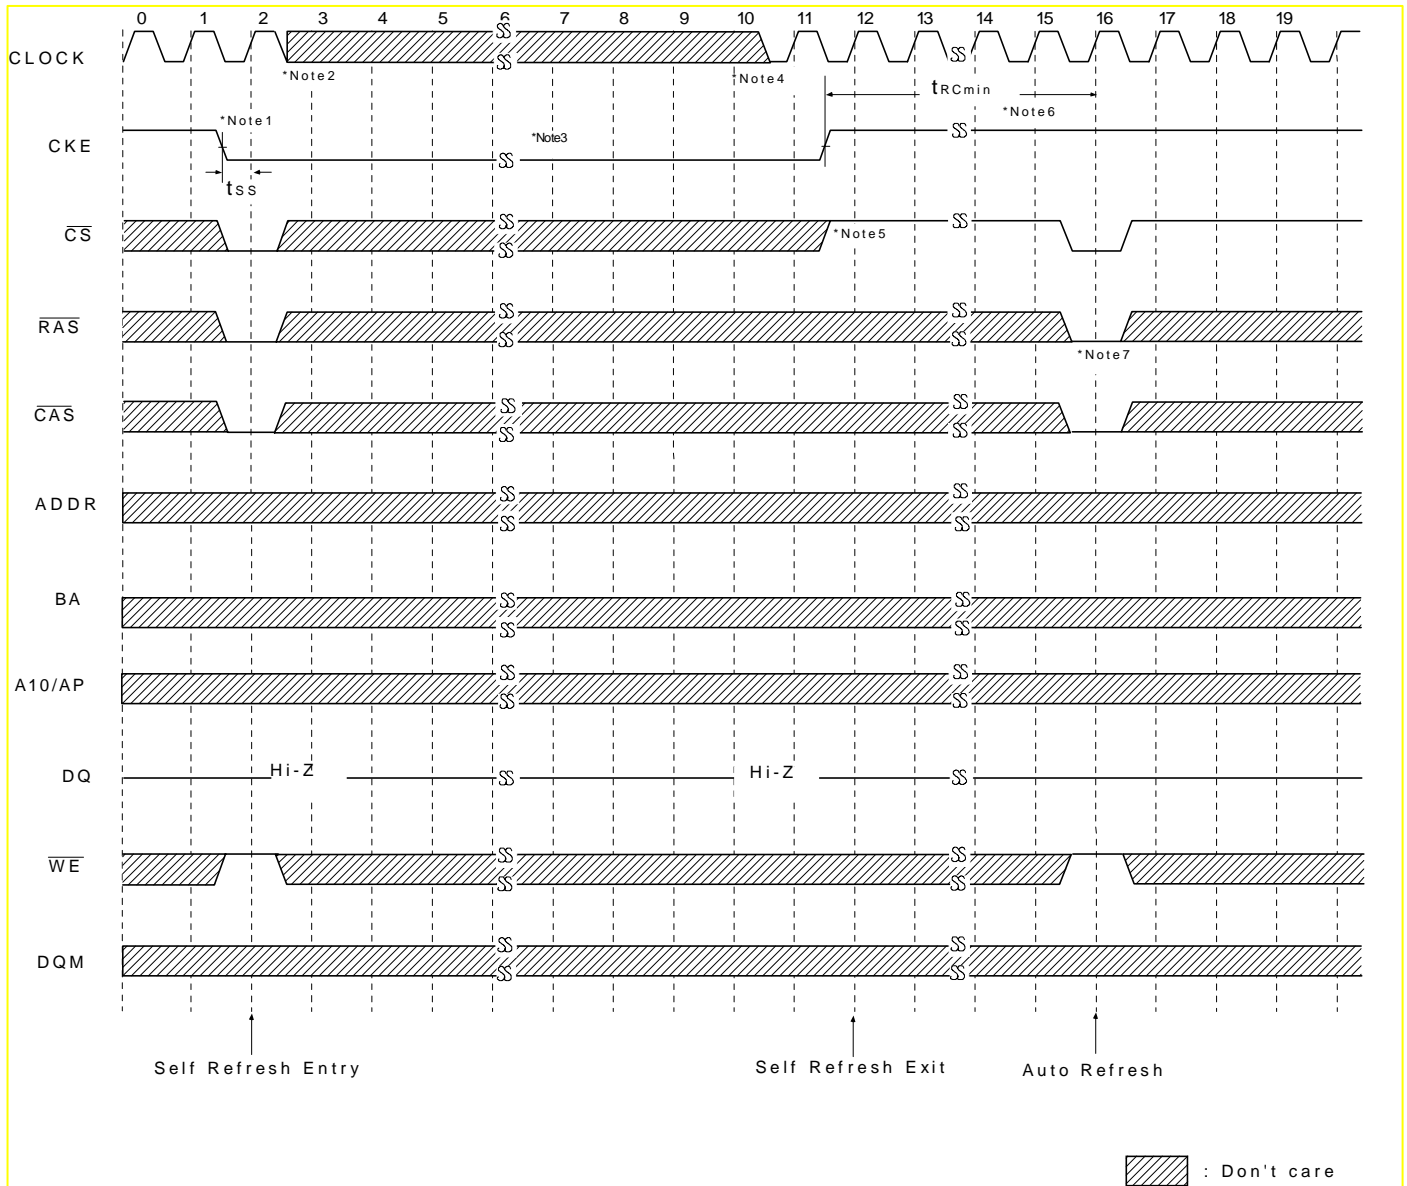 0 1 2 3 4 5 6 7 8 9 10 11 12 13 14 15 16 17 18 19
CLOCK
*Note2
*Note4
tRCmin
*Note6
*Note1
*Note3
CKE
tSS
CS
*Note5
RAS
*Note7
CAS
ADDR
BA
A10/AP
DQ
Hi-Z
Hi-Z
WE
DQM
Self Refresh Entry
Self Refresh Exit
Auto Refresh
: Don't care